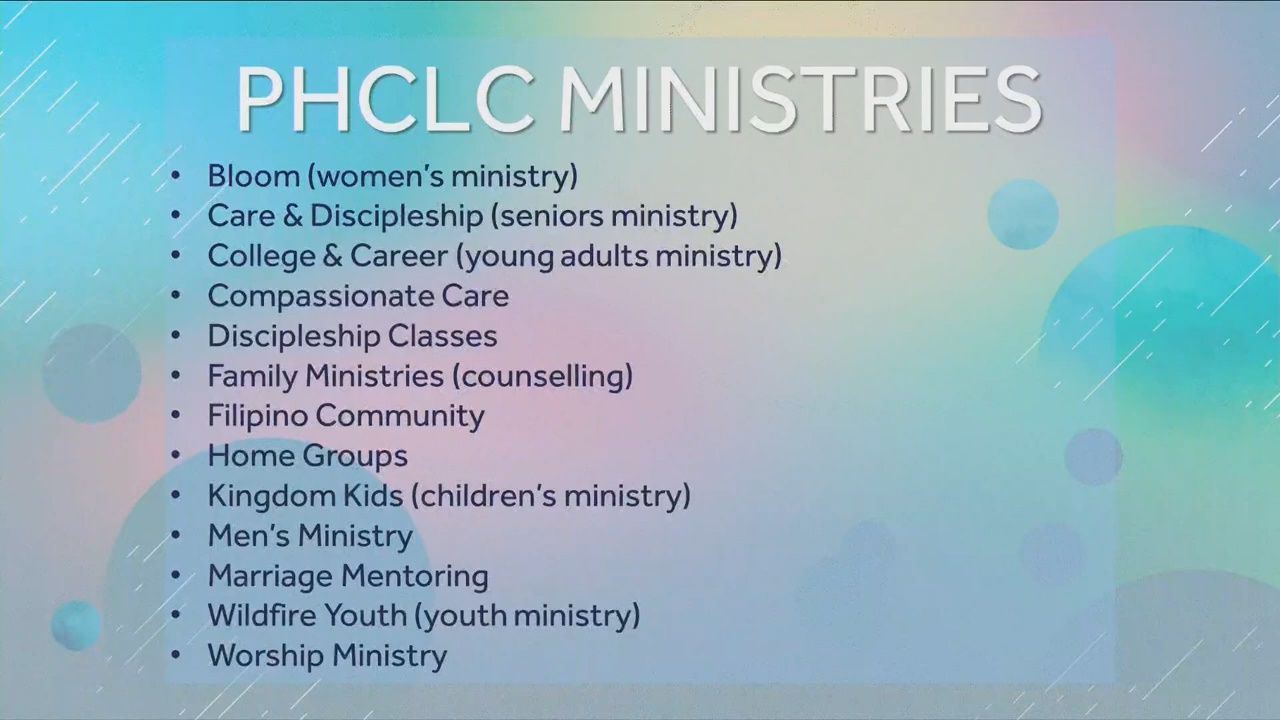 PHCLC MINISTRIES
• Bloom (women's ministry)
• Care & Discipleship (seniors ministry)
• College & Career (young adults ministry)
• Compassionate Care
• Discipleship Classes
• Family Ministries (counselling)
• Filipino Community
• Home Groups
• Kingdom Kids (children's ministry)
• Men's Ministry
• Marriage Mentoring
• Wildfire Youth (youth ministry)
• Worship Ministry